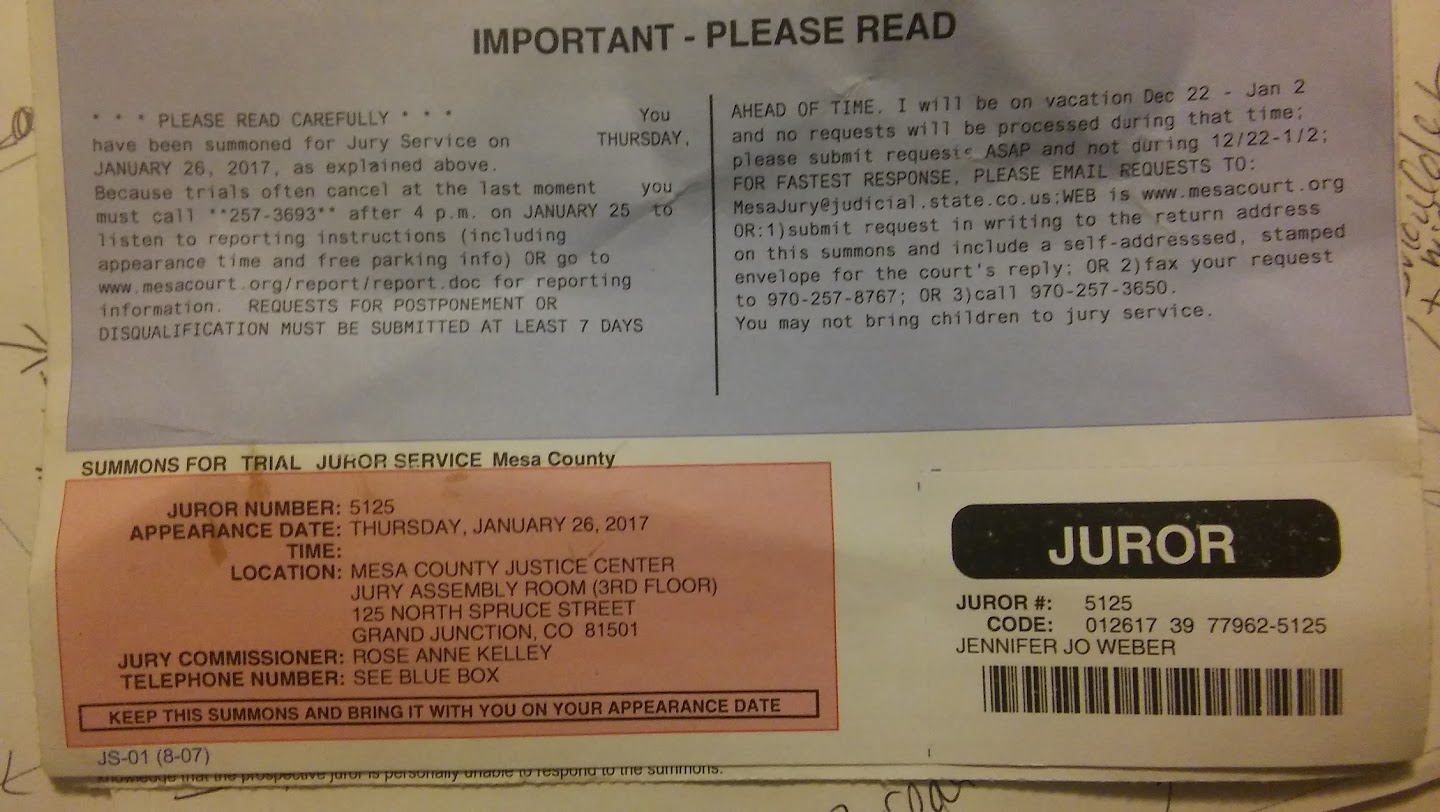 IMPORTANT - PLEASE READ
* * * PLEASE READ CAREFULLY * * * You
have been summoned for Jury Service on THURSDAY,
JANUARY 26, 2017, as explained above.
Because trials often cancel at the last moment you
must call **257-3693** after 4 p.m. on JANUARY 25 to
listen to reporting instructions (including
appearance time and free parking info) OR go to
www.mesacourt.org/report/report.doc for reporting
information. REQUESTS FOR POSTPONEMENT OR
DISQUALIFICATION MUST BE SUBMITTED AT LEAST 7 DAYS
AHEAD OF TIME. I will be on vacation Dec 22 - Jan 2
and no requests will be processed during that time;
please submit requests ASAP and not during 12/22-1/2;
FOR FASTEST RESPONSE, PLEASE EMAIL REQUESTS TO:
MesaJury@judicial.state.co.us;WEB is www.mesacourt.org
OR:1)submit request in writing to the return address
on this summons and include a self-addresssed, stamped
envelope for the court's reply; OR 2)fax your request
to 970-257-8767; OR 3)call 970-257-3650.
You may not bring children to jury service.
SUMMONS FOR TRIAL JUROR SERVICE Mesa County
JUROR NUMBER: 5125
APPEARANCE DATE: THURSDAY, JANUARY 26, 2017
TIME:
LOCATION: MESA COUNTY JUSTICE CENTER
JURY ASSEMBLY ROOM (3RD FLOOR)
125 NORTH SPRUCE STREET
GRAND JUNCTION, CO 81501
JURY COMMISSIONER: ROSE ANNE KELLEY
TELEPHONE NUMBER: SEE BLUE BOX
KEEP THIS SUMMONS AND BRING IT WITH YOU ON YOUR APPEARANCE DATE
JS-01 (8-07)
JUROR
JUROR #: 5125
CODE: 012617 39 77962-5125
JENNIFER JO WEBER
knowledge that the prospective juror is personally unable to respond to the summons.